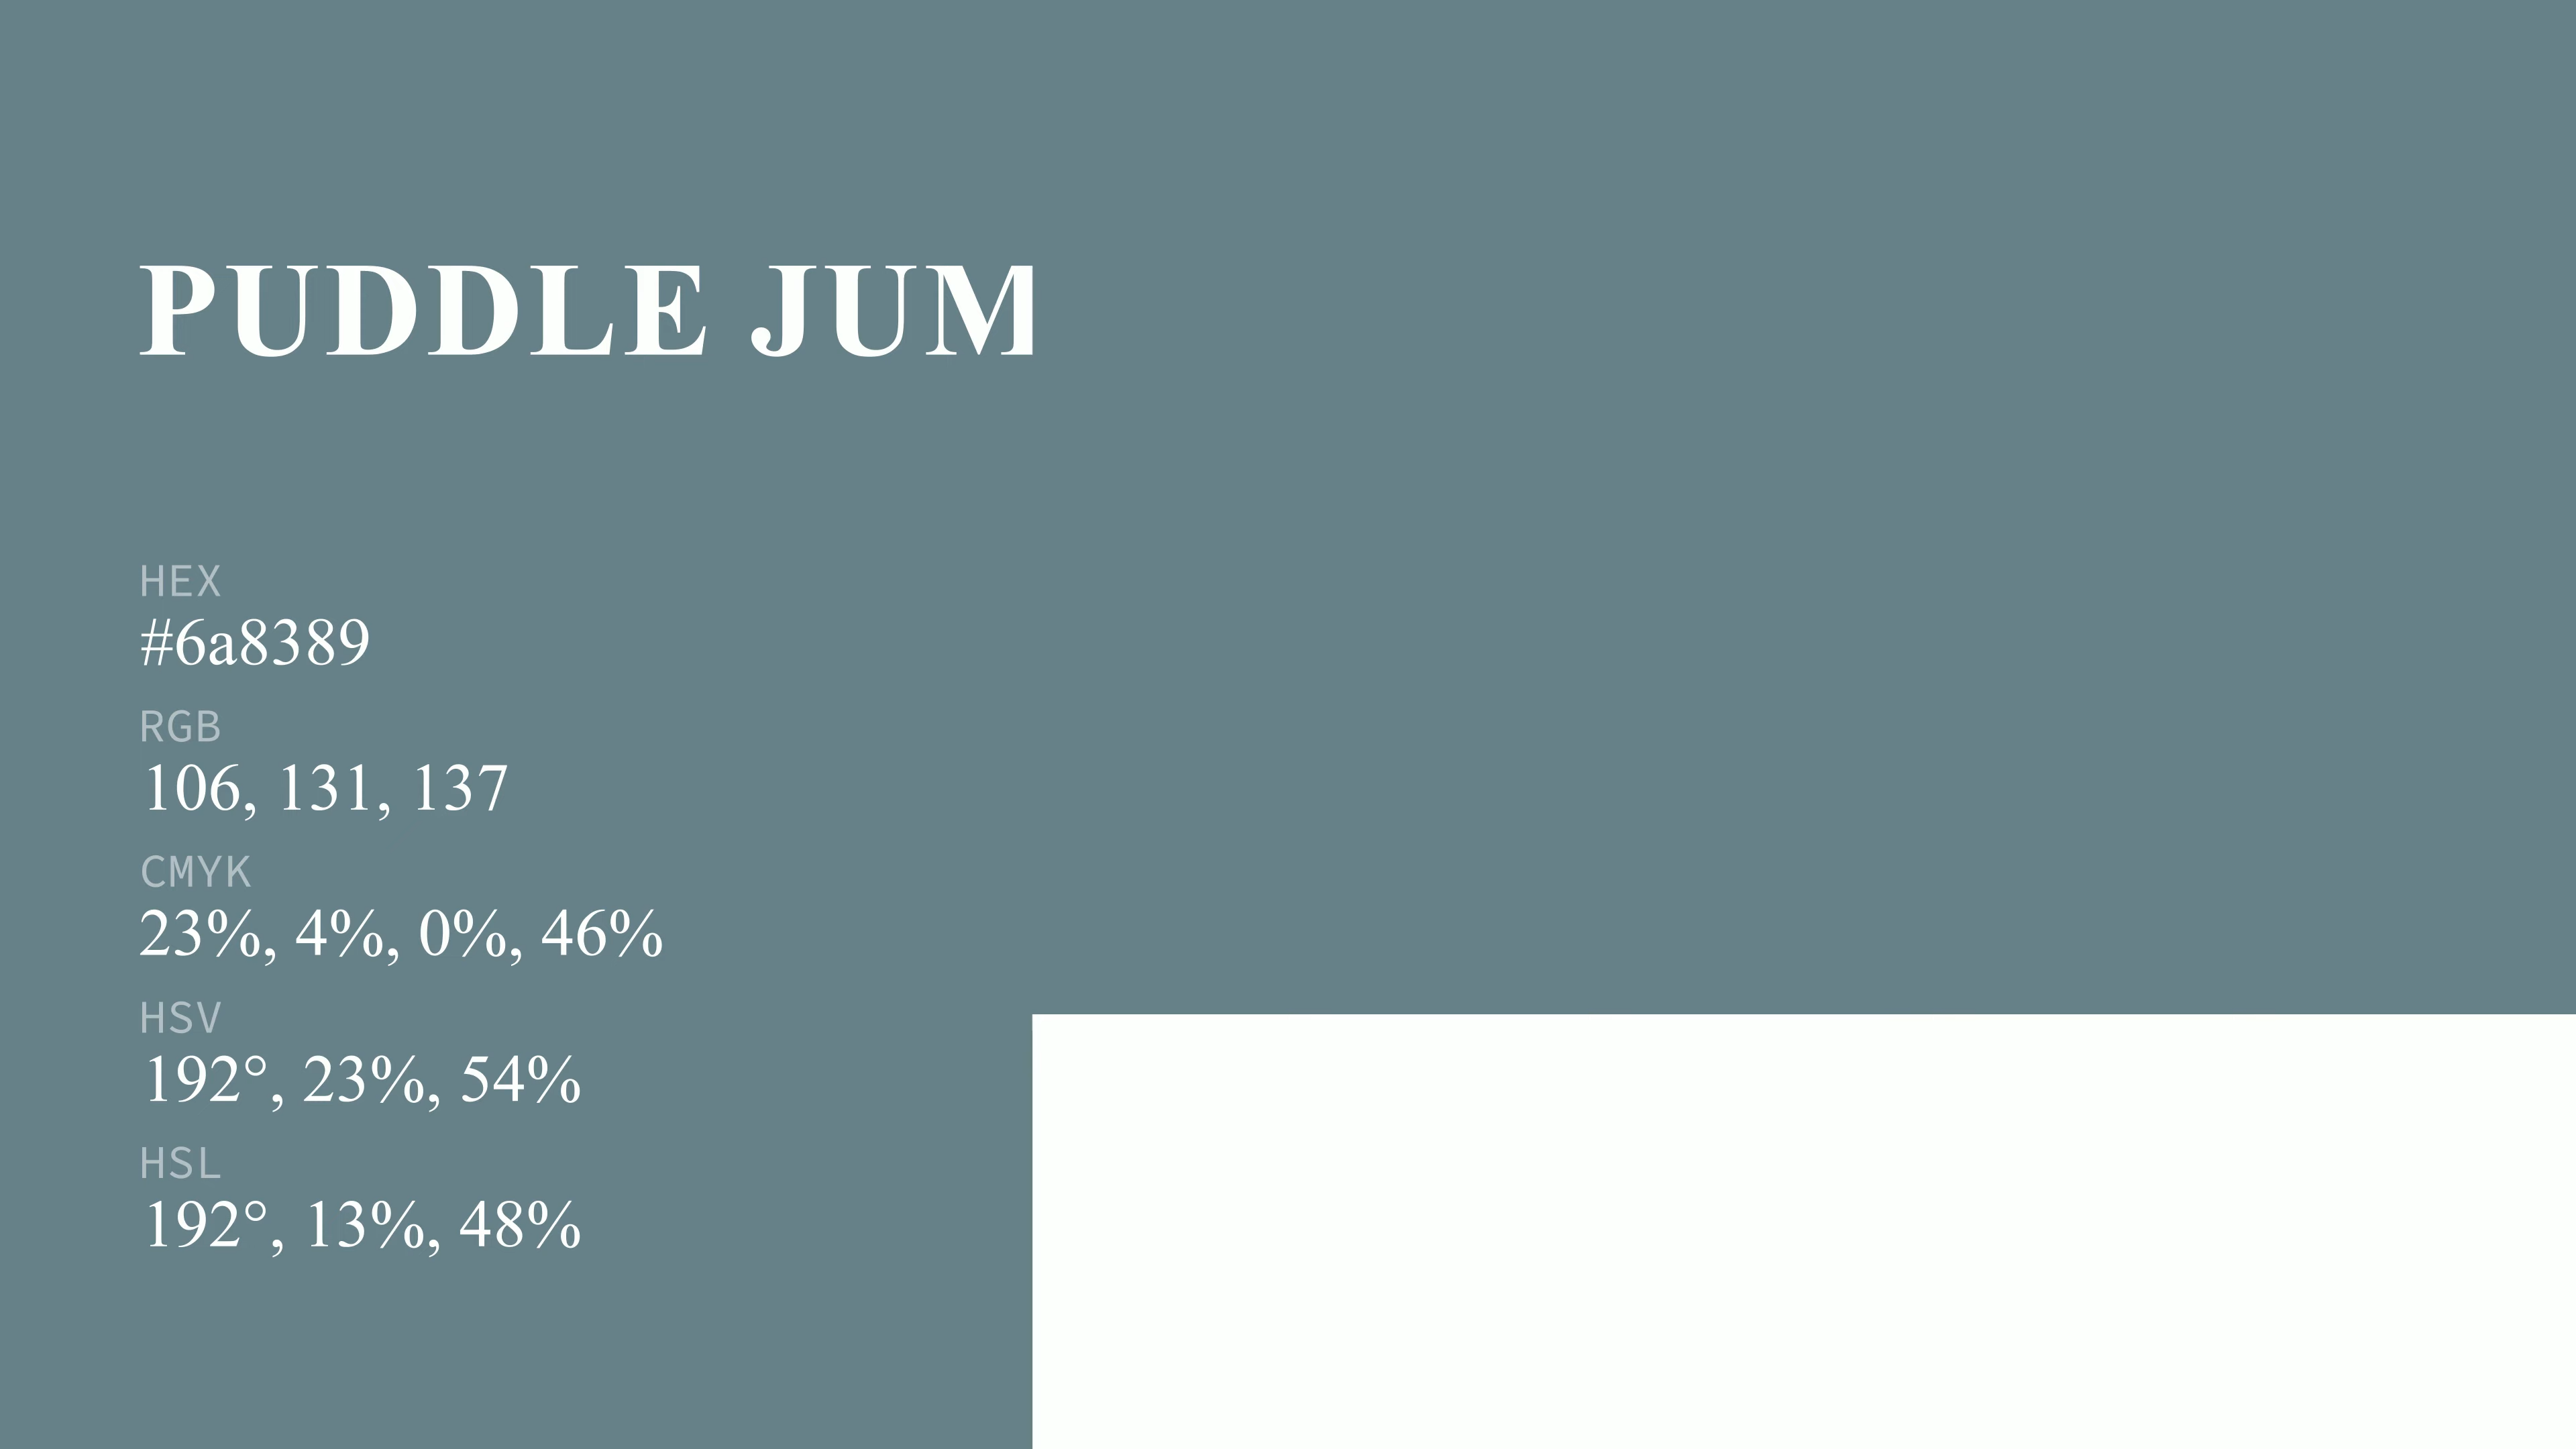 PUDDLE JUM
HEX
#6a8389
RGB
106, 131, 137
CMYK
23%, 4%, 0%, 46%
HSV
192°, 23%, 54%
HSL
192°, 13%, 48%